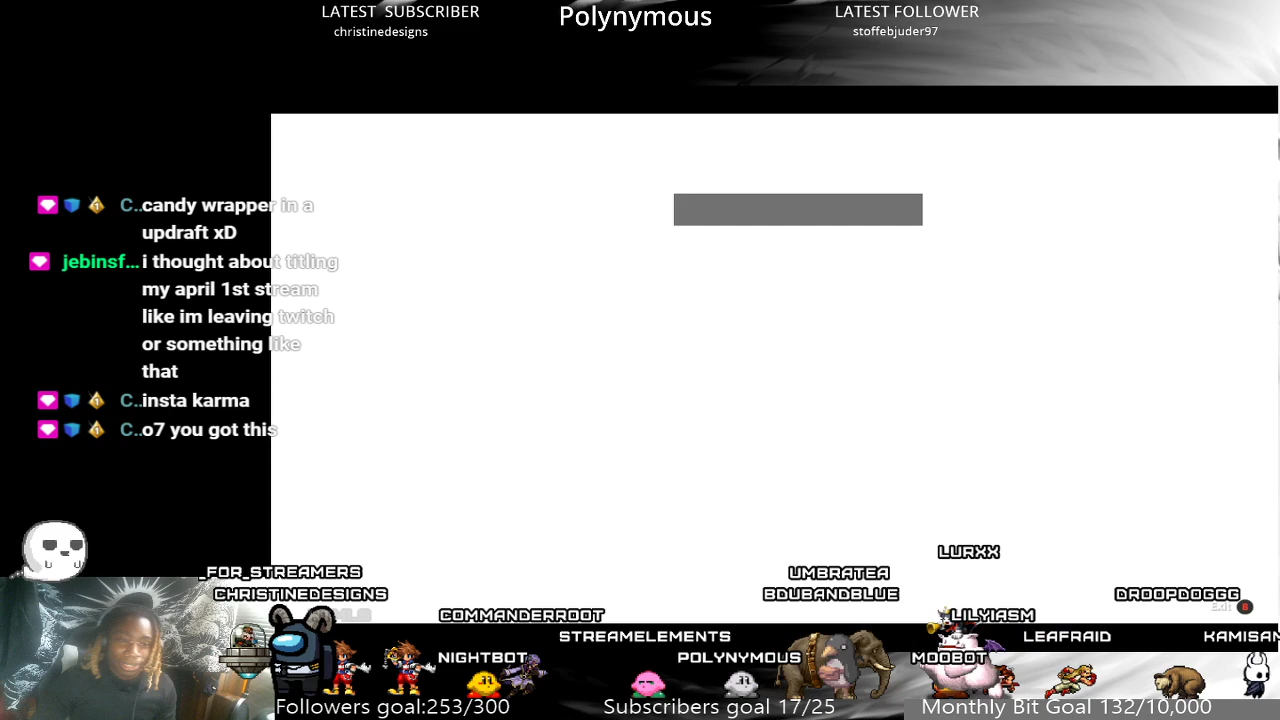 LATEST SUBSCRIBER
christinedesigns
Polynymous
LATEST FOLLOWER
stoffebjuder97
C..candy wrapper in a
updraft xD
jebinsf...i thought about titling
my april 1st stream
like im leaving twitch
or something like
that
C..insta karma
C..o7 you got this
LURXX
_FOR_STREAMERS
UMBRATEA
CHRISTINEDESIGNS
BDUBANDBLUE
DROOPDOGGG
Exit B
COMMANDERROOT
LILYIASM
STREAMELEMENTS
LEAFRAID
KAMISAN
NIGHTBOT
POLYNYMOUS
MOOBOT
Followers goal:253/300
Subscribers goal 17/25
Monthly Bit Goal 132/10,000